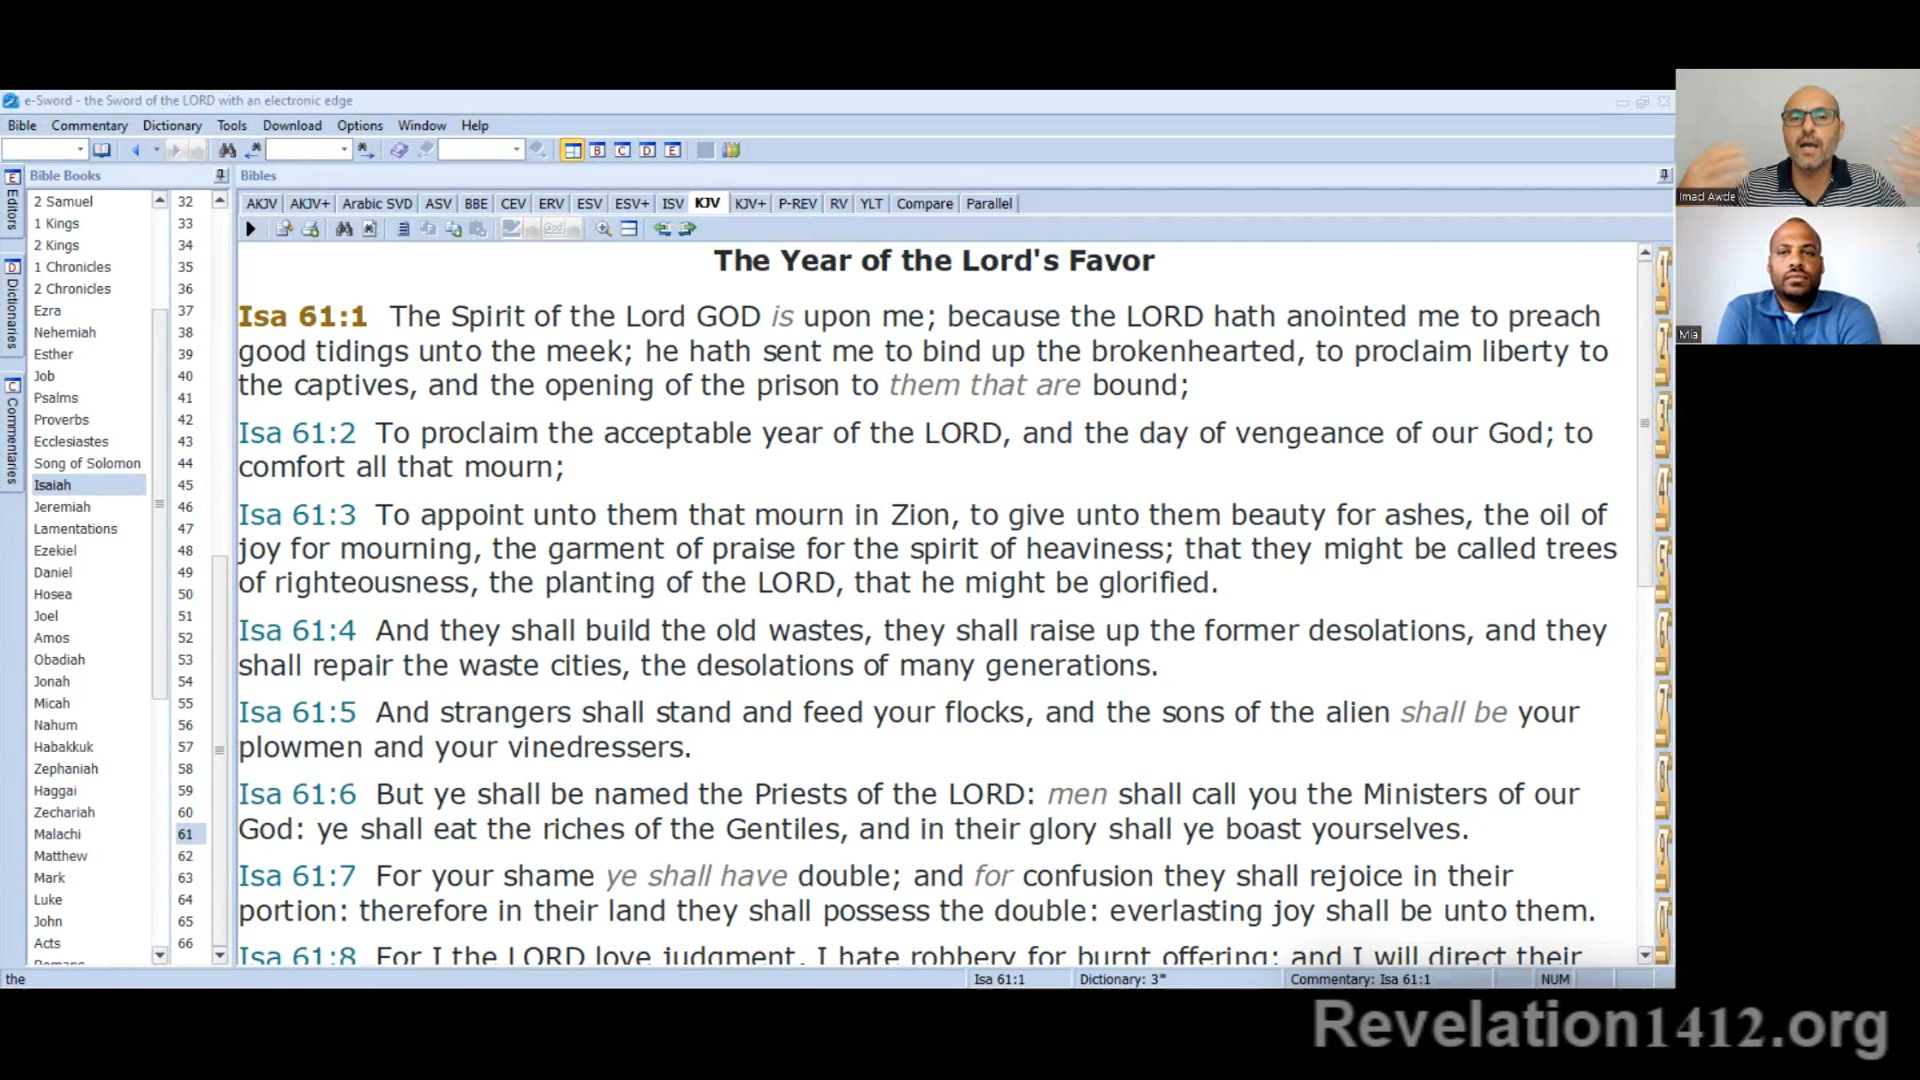 e-Sword - the Sword of the LORD with an electronic edge
Bible Commentary Dictionary Tools Download Options Window Help
Bible Books
Bibles
Editors
Dictionaries
Commentaries
2 Samuel
1 Kings
2 Kings
1 Chronicles
2 Chronicles
Ezra
Nehemiah
Esther
Job
Psalms
Proverbs
Ecclesiastes
Song of Solomon
Isaiah
Jeremiah
Lamentations
Ezekiel
Daniel
Hosea
Joel
Amos
Obadiah
Jonah
Micah
Nahum
Habakkuk
Zephaniah
Haggai
Zechariah
Malachi
Matthew
Mark
Luke
John
Acts
Romans
32
33
34
35
36
37
38
39
40
41
42
43
44
45
46
47
48
49
50
51
52
53
54
55
56
57
58
59
60
61
62
63
64
65
66
AKJV AKJV+ Arabic SVD ASV BBE CEV ERV ESV ESV+ ISV KJV KJV+ P-REV RV YLT Compare Parallel
The Year of the Lord's Favor
Isa 61:1 The Spirit of the Lord GOD is upon me; because the LORD hath anointed me to preach
good tidings unto the meek; he hath sent me to bind up the brokenhearted, to proclaim liberty to
the captives, and the opening of the prison to them that are bound;
Isa 61:2 To proclaim the acceptable year of the LORD, and the day of vengeance of our God; to
comfort all that mourn;
Isa 61:3 To appoint unto them that mourn in Zion, to give unto them beauty for ashes, the oil of
joy for mourning, the garment of praise for the spirit of heaviness; that they might be called trees
of righteousness, the planting of the LORD, that he might be glorified.
Isa 61:4 And they shall build the old wastes, they shall raise up the former desolations, and they
shall repair the waste cities, the desolations of many generations.
Isa 61:5 And strangers shall stand and feed your flocks, and the sons of the alien shall be your
plowmen and your vinedressers.
Isa 61:6 But ye shall be named the Priests of the LORD: men shall call you the Ministers of our
God: ye shall eat the riches of the Gentiles, and in their glory shall ye boast yourselves.
Isa 61:7 For your shame ye shall have double; and for confusion they shall rejoice in their
portion: therefore in their land they shall possess the double: everlasting joy shall be unto them.
Isa 61:8 For I the LORD love judgment, I hate robbery for burnt offering; and I will direct their
the
Isa 61:1
Dictionary: 3*
Commentary: Isa 61:1
NUM
Imad Awde
Mia
Revelation1412.org